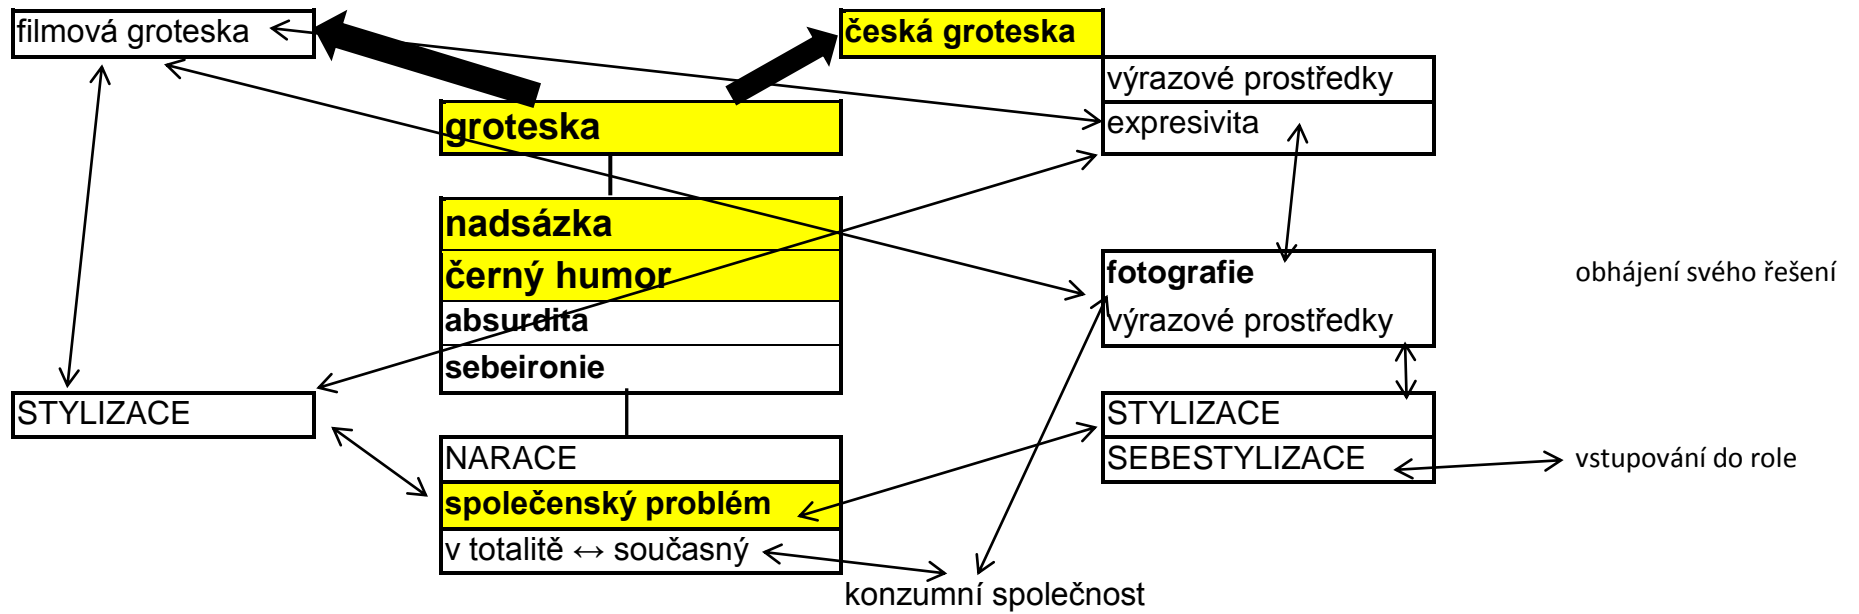 filmová groteska
česká groteska
výrazové prostředky
groteska
expresivita
nadsázka
černý humor
fotografie
obhájení svého řešení
absurdita
výrazové prostředky
sebeironie
STYLIZACE
STYLIZACE
NARACE
SEBESTYLIZACE
vstupování do role
společenský problém
v totalitě ↔ současný
konzumní společnost